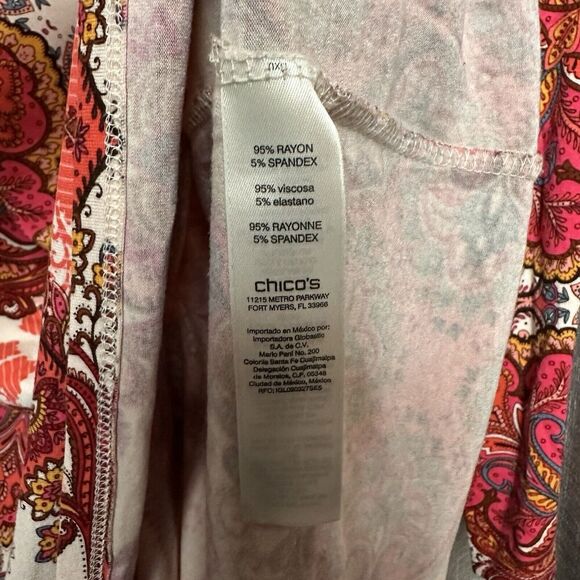 95% RAYON
5% SPANDEX
95% viscosa
5% elastano
95% RAYONNE
5% SPANDEX
chico's
11215 METRO PARKWAY
FORT MYERS, FL 33966
Importado en México por:
Importadora Globastic
S.A. de C.V.
Mario Pani No. 200
Colonia Santa Fe Cuajimalpa
Delegación Cuajimalpa
de Morelos, C.P. 05348
Ciudad de México, México
RFC: IGL090327SE5